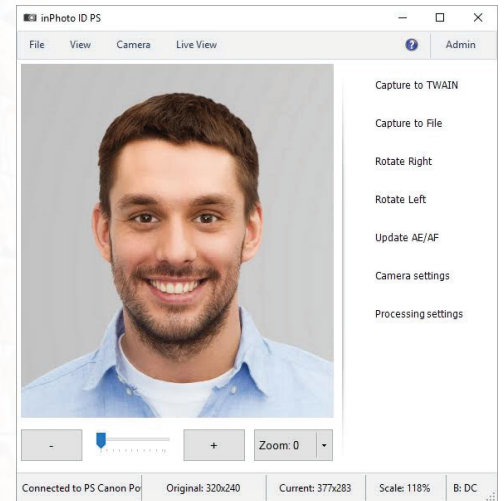 inPhoto ID PS
File View Camera Live View ? Admin
Capture to TWAIN
Capture to File
Rotate Right
Rotate Left
Update AE/AF
Camera settings
Processing settings
- + Zoom: 0
Connected to PS Canon Po Original: 320x240 Current: 377x283 Scale: 118% B: DC